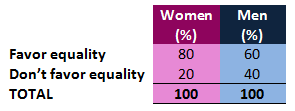 Women Men
(%) (%)
Favor equality 80 60
Don't favor equality 20 40
TOTAL 100 100